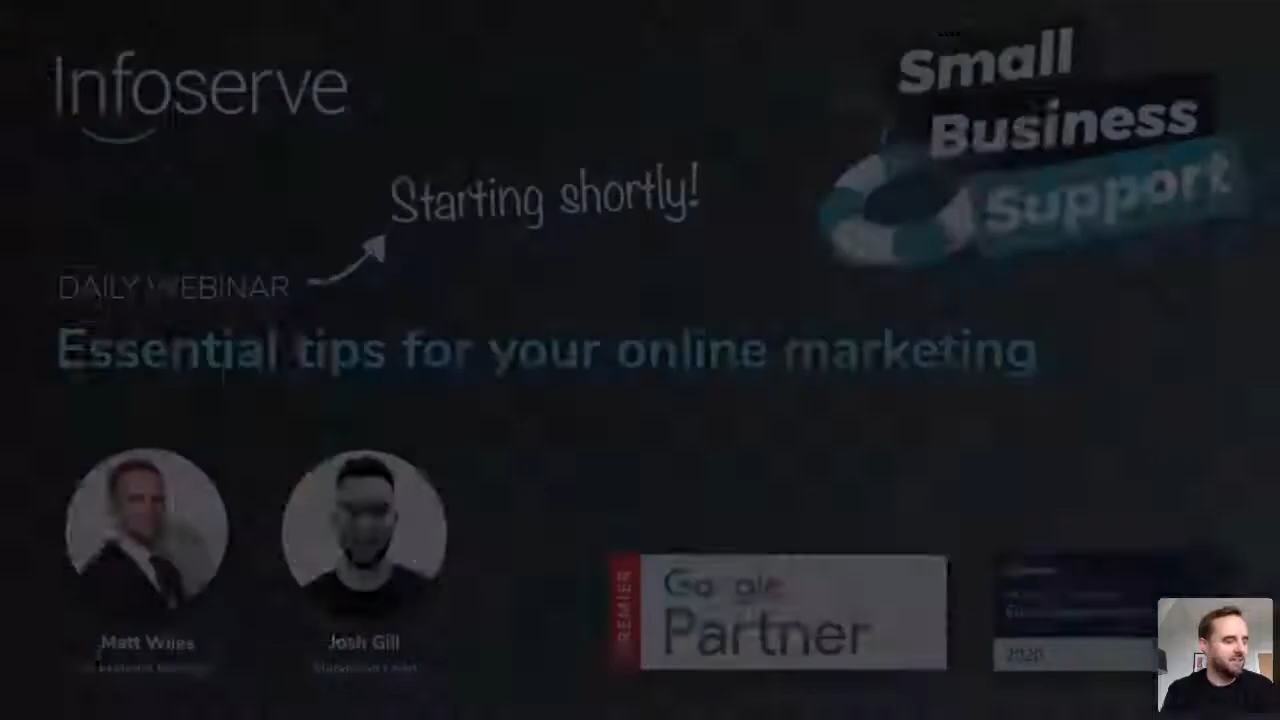 Infoserve
Small
Business
Support
Starting shortly!
DAILY WEBINAR
Essential tips for your online marketing
Matt Wiles
Josh Gill
PREMIER
Google
Partner
2020